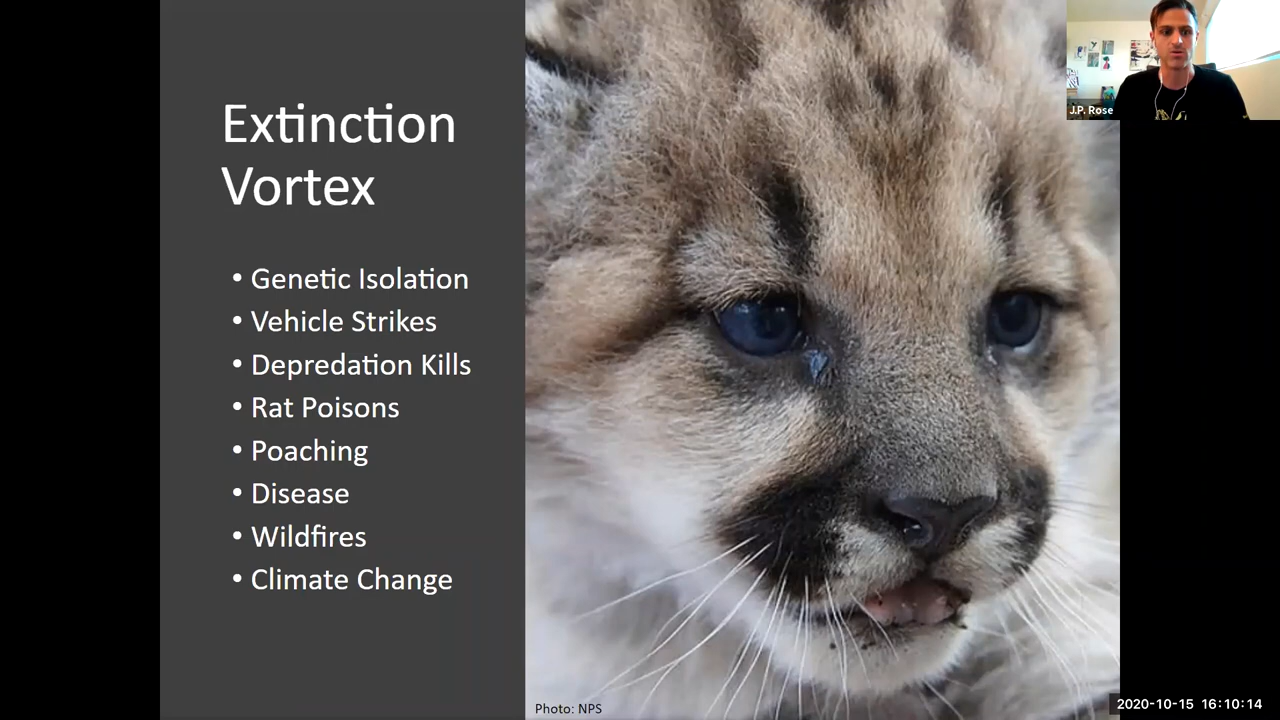 Extinction
Vortex
• Genetic Isolation
• Vehicle Strikes
• Depredation Kills
• Rat Poisons
• Poaching
• Disease
• Wildfires
• Climate Change
Photo: NPS
J.P. Rose
2020-10-15 16:10:14